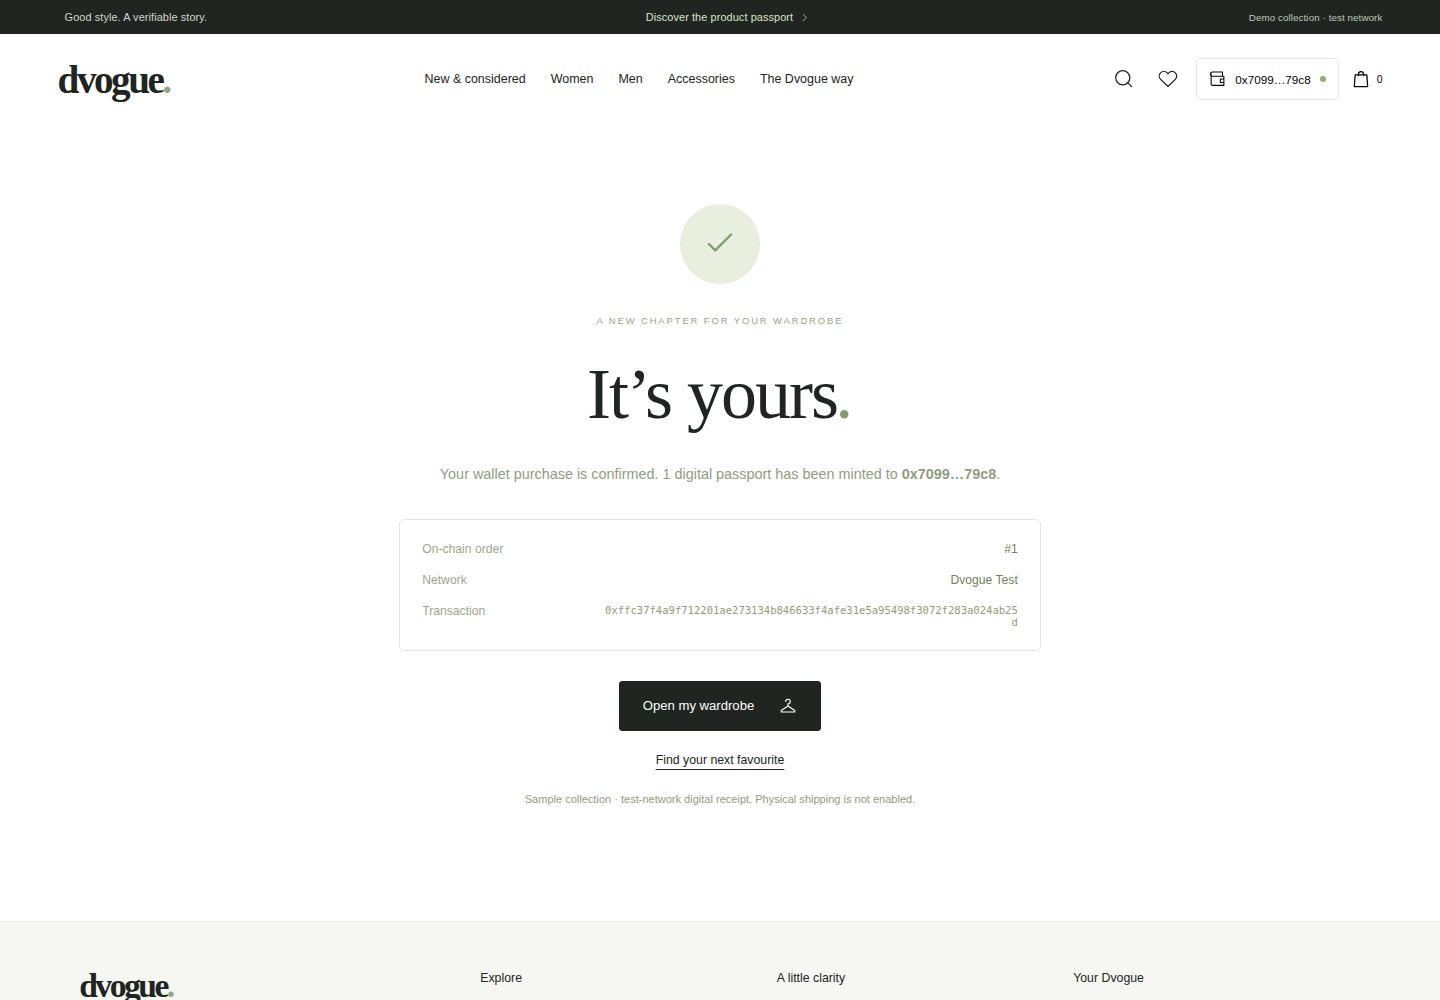 Good style. A verifiable story.
Discover the product passport
Demo collection · test network
dvogue.
New & considered
Women
Men
Accessories
The Dvogue way
0x7099...79c8
0
A NEW CHAPTER FOR YOUR WARDROBE
It’s yours.
Your wallet purchase is confirmed. 1 digital passport has been minted to 0x7099...79c8.
On-chain order
#1
Network
Dvogue Test
Transaction
0xffc37f4a9f712201ae273134b846633f4afe31e5a95498f3072f283a024ab25
d
Open my wardrobe
Find your next favourite
Sample collection · test-network digital receipt. Physical shipping is not enabled.
dvogue.
Explore
A little clarity
Your Dvogue